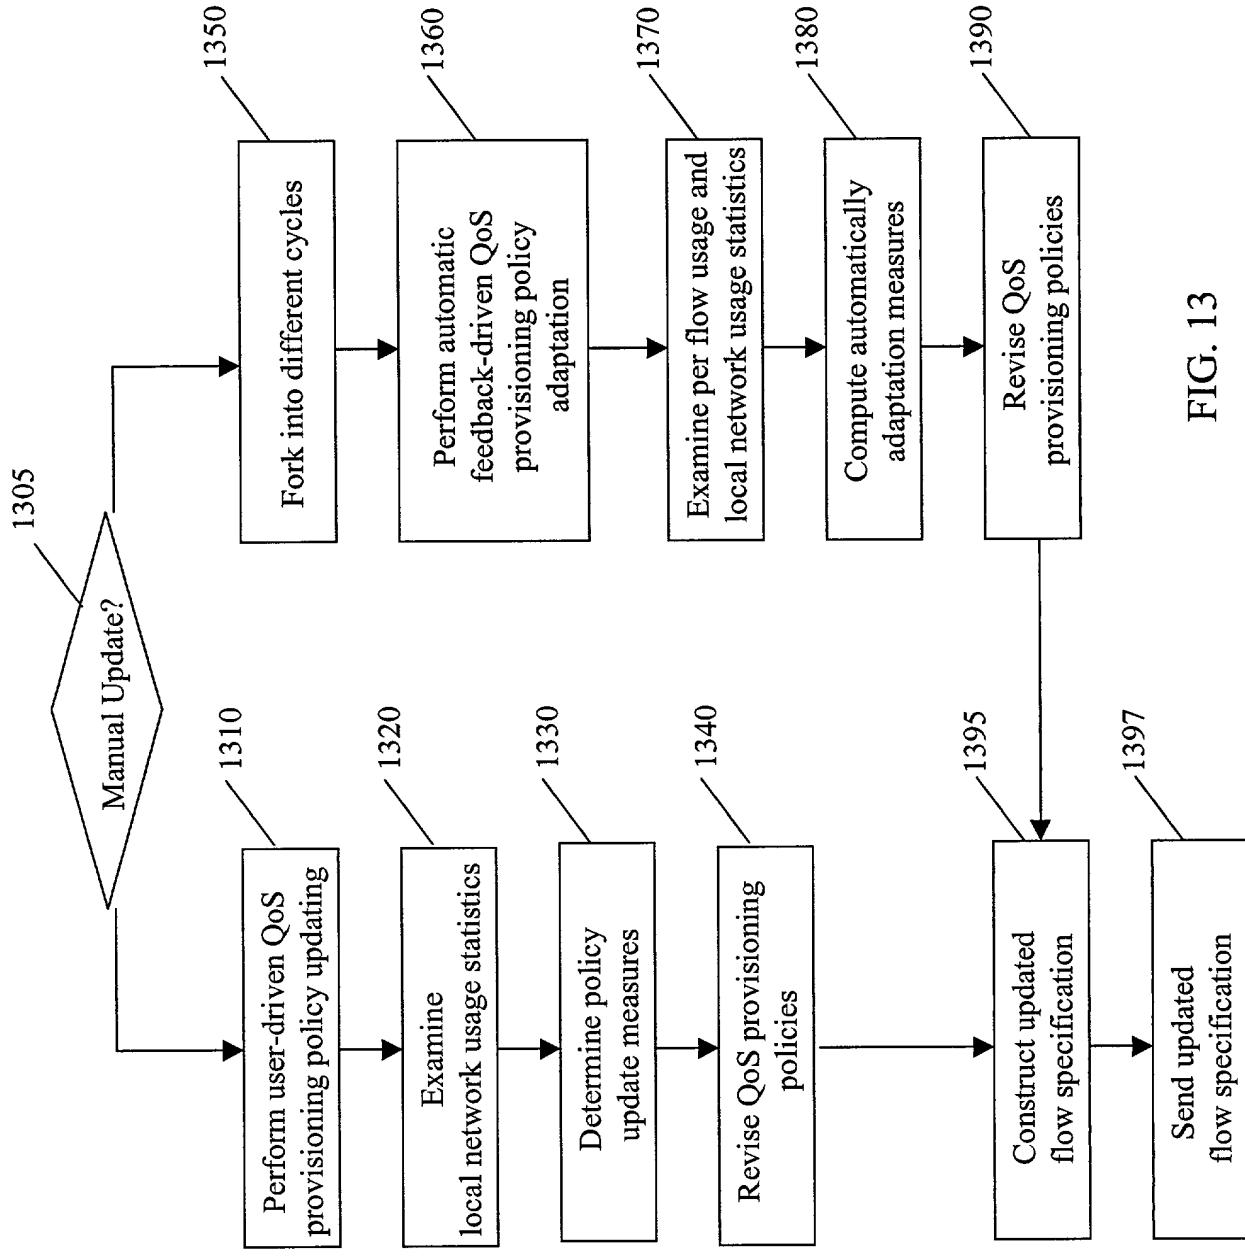 1305
Manual Update?
1310
Perform user-driven QoS
provisioning policy updating
1320
Examine
local network usage statistics
1330
Determine policy
update measures
1340
Revise QoS provisioning
policies
1350
Fork into different cycles
1360
Perform automatic
feedback-driven QoS
provisioning policy
adaptation
1370
Examine per flow usage and
local network usage statistics
1380
Compute automatically
adaptation measures
1390
Revise QoS
provisioning policies
1395
Construct updated
flow specification
1397
Send updated
flow specification
FIG. 13